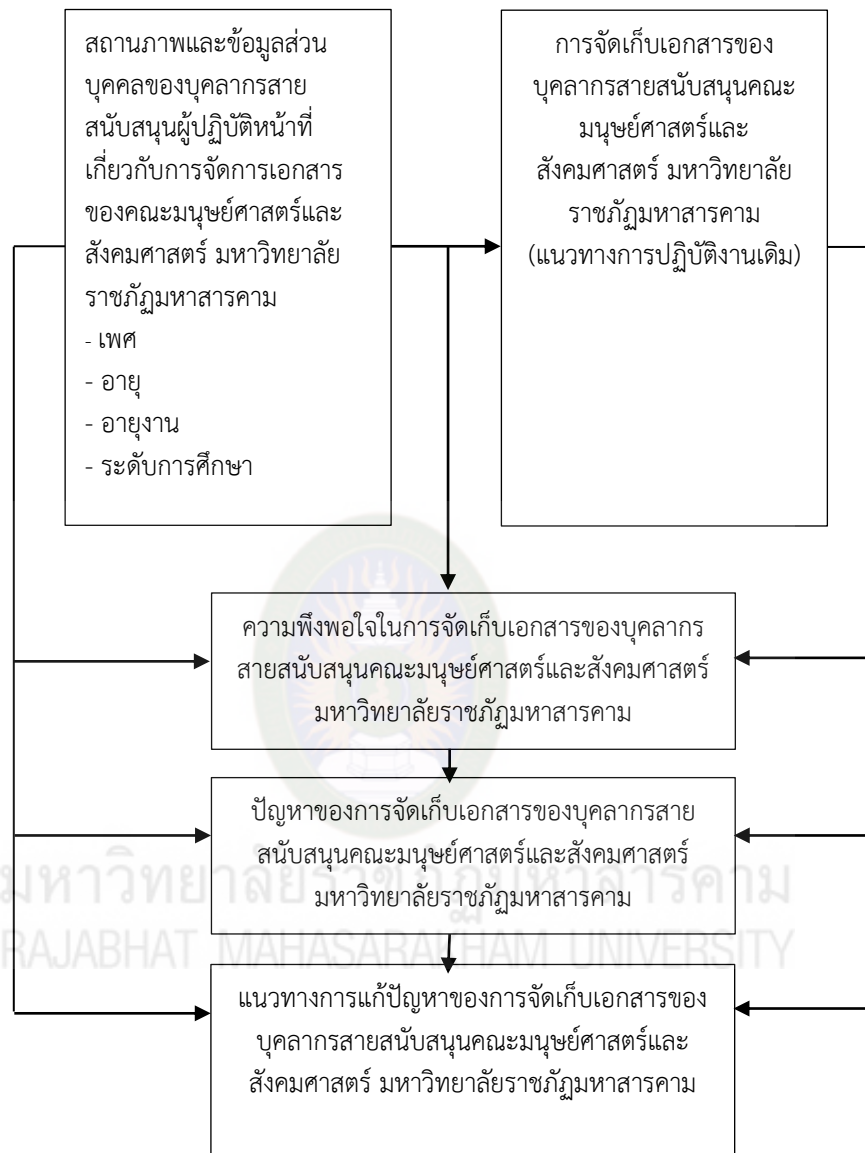 สถานภาพและข้อมูลส่วน
บุคคลของบุคลากรสาย
สนับสนุนผู้ปฏิบัติหน้าที่
เกี่ยวกับการจัดการเอกสาร
ของคณะมนุษย์ศาสตร์และ
สังคมศาสตร์ มหาวิทยาลัย
ราชภัฏมหาสารคาม
- เพศ
- อายุ
- อายุงาน
- ระดับการศึกษา
การจัดเก็บเอกสารของ
บุคลากรสายสนับสนุนคณะ
มนุษย์ศาสตร์และ
สังคมศาสตร์ มหาวิทยาลัย
ราชภัฏมหาสารคาม
(แนวทางการปฏิบัติงานเดิม)
ความพึงพอใจในการจัดเก็บเอกสารของบุคลากร
สายสนับสนุนคณะมนุษย์ศาสตร์และสังคมศาสตร์
มหาวิทยาลัยราชภัฏมหาสารคาม
ปัญหาของการจัดเก็บเอกสารของบุคลากรสาย
สนับสนุนคณะมนุษย์ศาสตร์และสังคมศาสตร์
มหาวิทยาลัยราชภัฏมหาสารคาม
มหาวิทยาลัยราชภัฏมหาสารคาม
RAJABHAT MAHASARAKHAM UNIVERSITY
แนวทางการแก้ปัญหาของการจัดเก็บเอกสารของ
บุคลากรสายสนับสนุนคณะมนุษย์ศาสตร์และ
สังคมศาสตร์ มหาวิทยาลัยราชภัฏมหาสารคาม